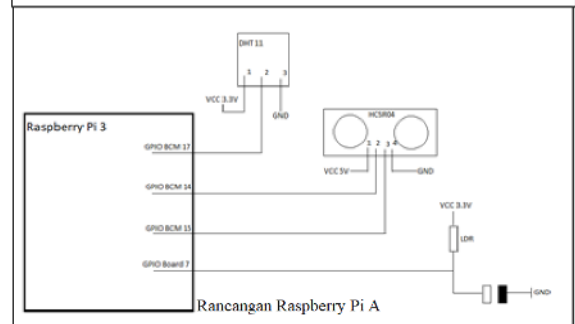 DHT 11
1 2 3
VCC 3.3V
GND
Raspberry Pi 3
HCSR04
1 2 3 4
GPIO BCM 17
VCC 5V
GND
GPIO BCM 14
VCC 3.3V
GPIO BCM 15
LDR
GPIO Board 7
GND
Rancangan Raspberry Pi A